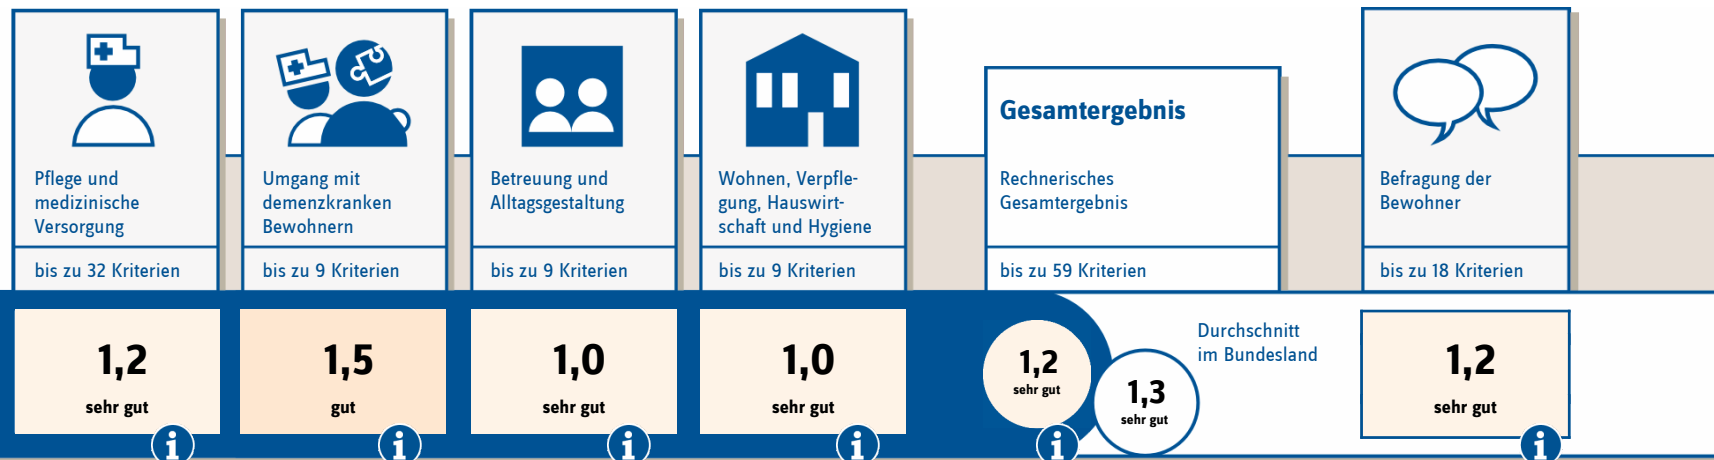 Pflege und
medizinische
Versorgung
bis zu 32 Kriterien
1,2
sehr gut
Umgang mit
demenzkranken
Bewohnern
bis zu 9 Kriterien
1,5
gut
Betreuung und
Alltagsgestaltung
bis zu 9 Kriterien
1,0
sehr gut
Wohnen, Verpfle-
gung, Hauswirt-
schaft und Hygiene
bis zu 9 Kriterien
1,0
sehr gut
Gesamtergebnis
Rechnerisches
Gesamtergebnis
bis zu 59 Kriterien
1,2
sehr gut
1,3
sehr gut
Durchschnitt
im Bundesland
Befragung der
Bewohner
bis zu 18 Kriterien
1,2
sehr gut